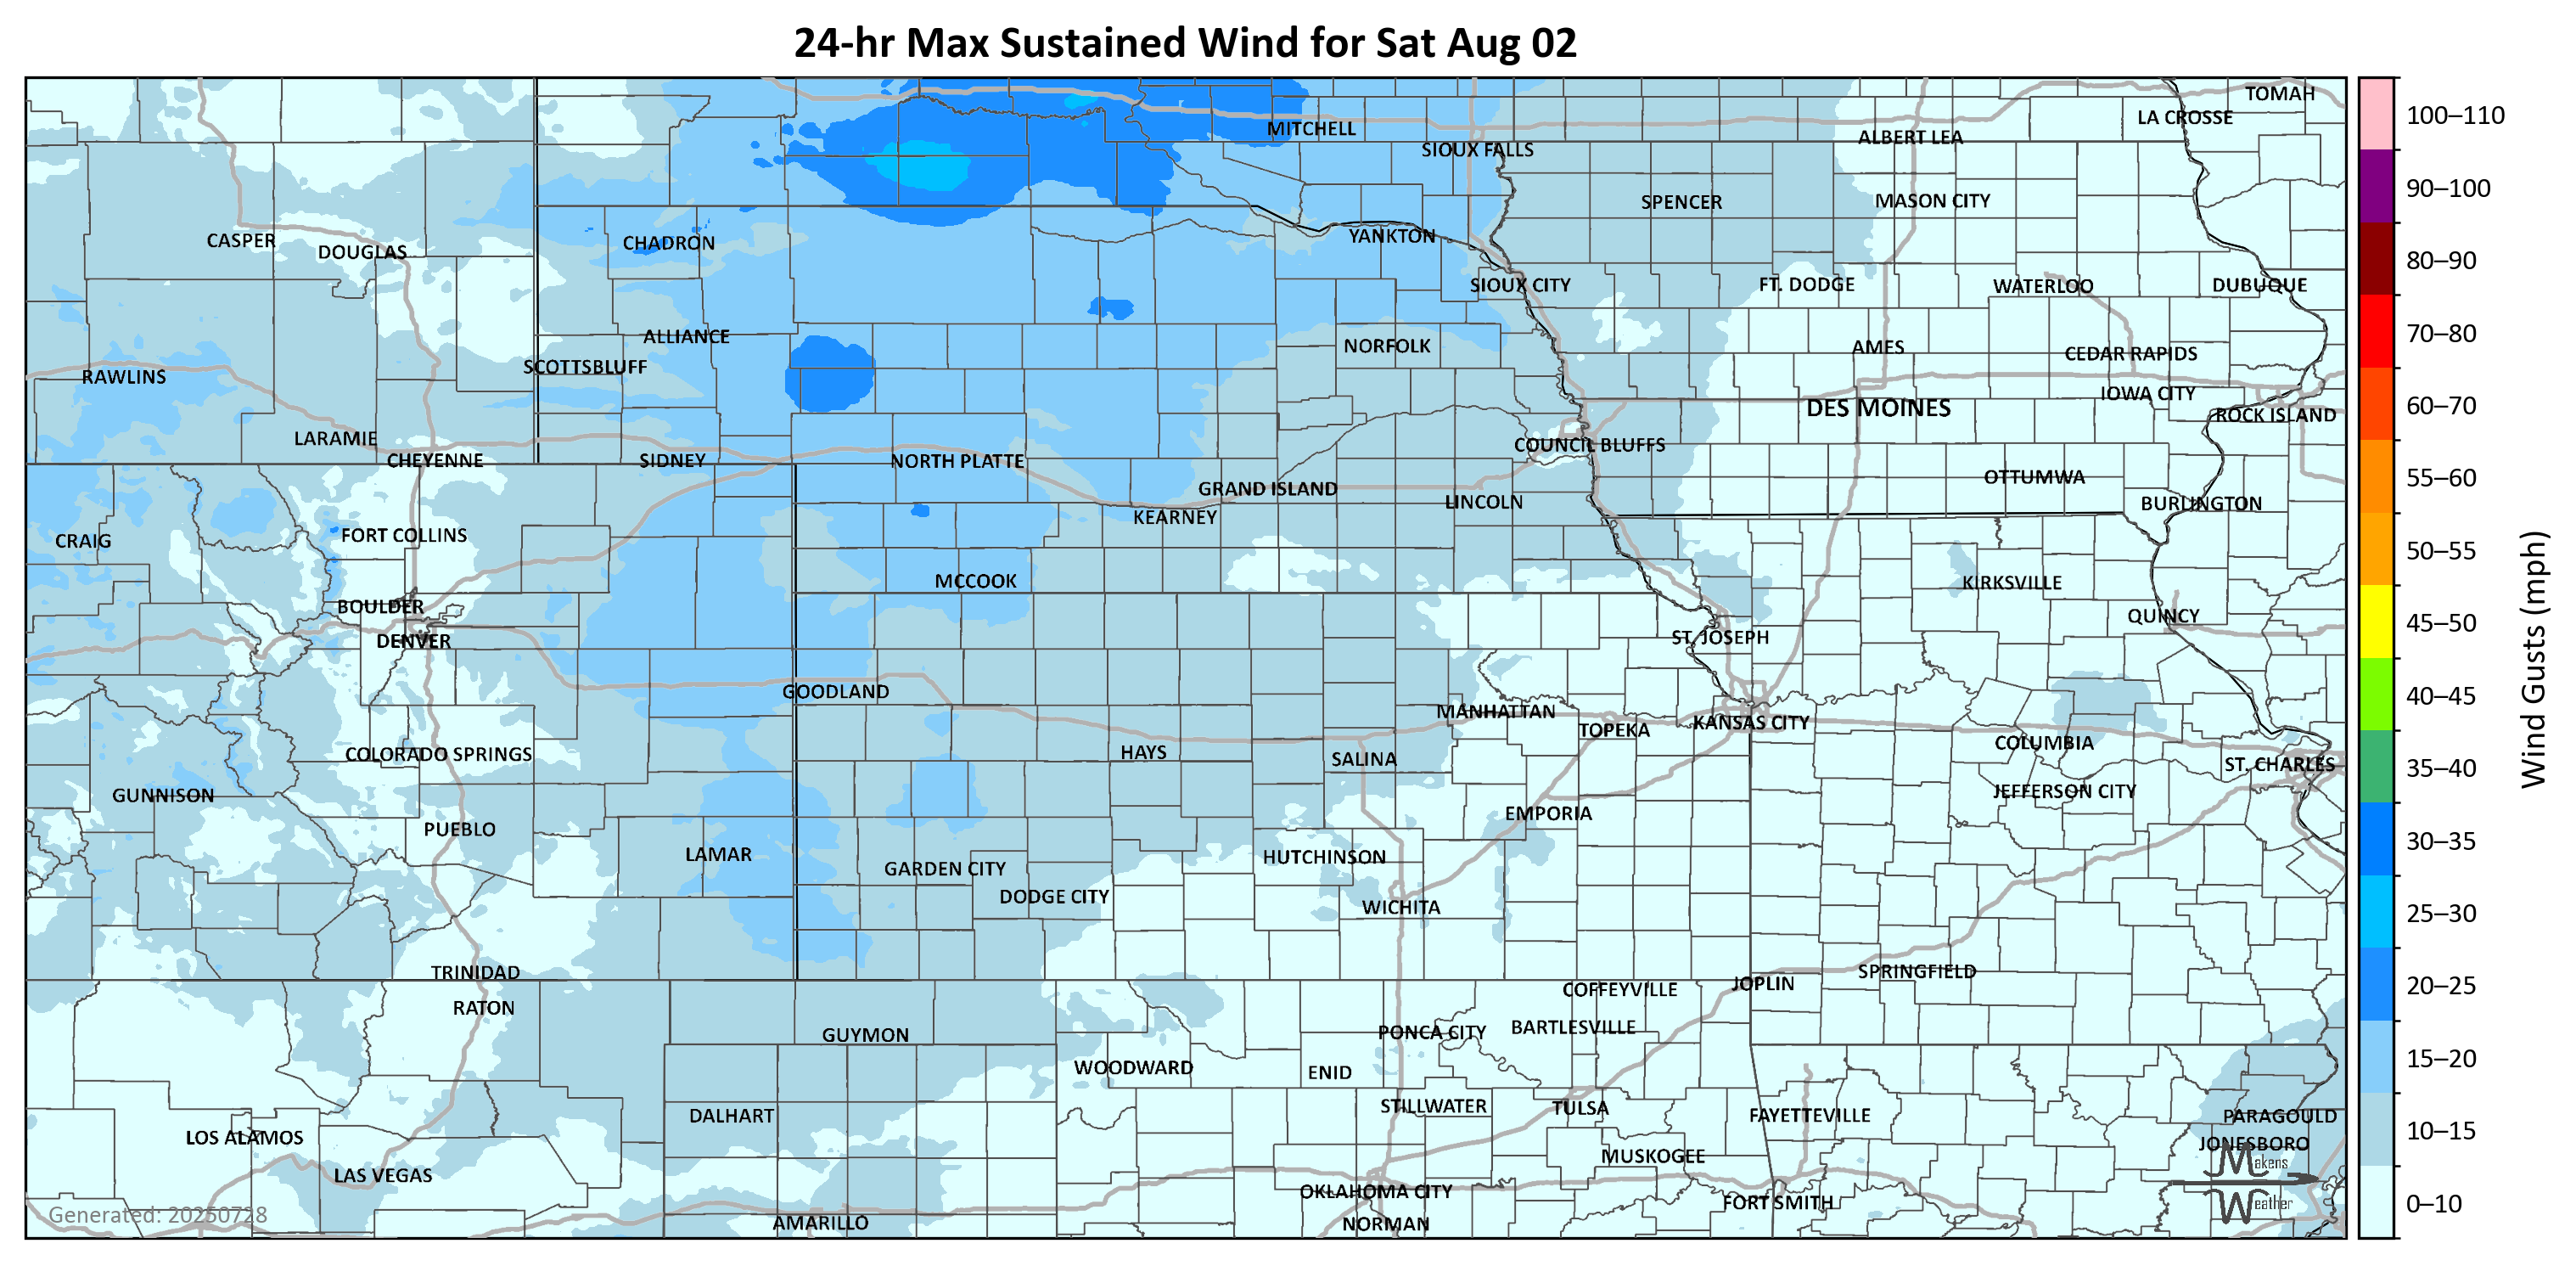 24-hr Max Sustained Wind for Sat Aug 02
TOMAH
LA CROSSE
MITCHELL
ALBERT LEA
SIOUX FALLS
SPENCER
MASON CITY
CASPER
DOUGLAS
CHADRON
YANKTON
SIOUX CITY
FT. DODGE
WATERLOO
DUBUQUE
ALLIANCE
NORFOLK
AMES
CEDAR RAPIDS
SCOTTSBLUFF
RAWLINS
IOWA CITY
DES MOINES
ROCK ISLAND
LARAMIE
COUNCIL BLUFFS
CHEYENNE
SIDNEY
NORTH PLATTE
OTTUMWA
GRAND ISLAND
LINCOLN
BURLINGTON
KEARNEY
FORT COLLINS
CRAIG
MCCOOK
KIRKSVILLE
BOULDER
QUINCY
DENVER
ST. JOSEPH
GOODLAND
MANHATTAN
TOPEKA
KANSAS CITY
COLUMBIA
COLORADO SPRINGS
HAYS
SALINA
ST. CHARLES
GUNNISON
JEFFERSON CITY
EMPORIA
PUEBLO
LAMAR
HUTCHINSON
GARDEN CITY
DODGE CITY
WICHITA
TRINIDAD
SPRINGFIELD
JOPLIN
COFFEYVILLE
RATON
GUYMON
PONCA CITY
BARTLESVILLE
WOODWARD
ENID
DALHART
STILLWATER
TULSA
FAYETTEVILLE
PARAGOULD
LOS ALAMOS
JONESBORO
MUSKOGEE
LAS VEGAS
OKLAHOMA CITY
FORT SMITH
AMARILLO
NORMAN
Generated: 20250728
Makens
Weather
100–110
90–100
80–90
70–80
60–70
55–60
50–55
45–50
40–45
35–40
30–35
25–30
20–25
15–20
10–15
0–10
Wind Gusts (mph)